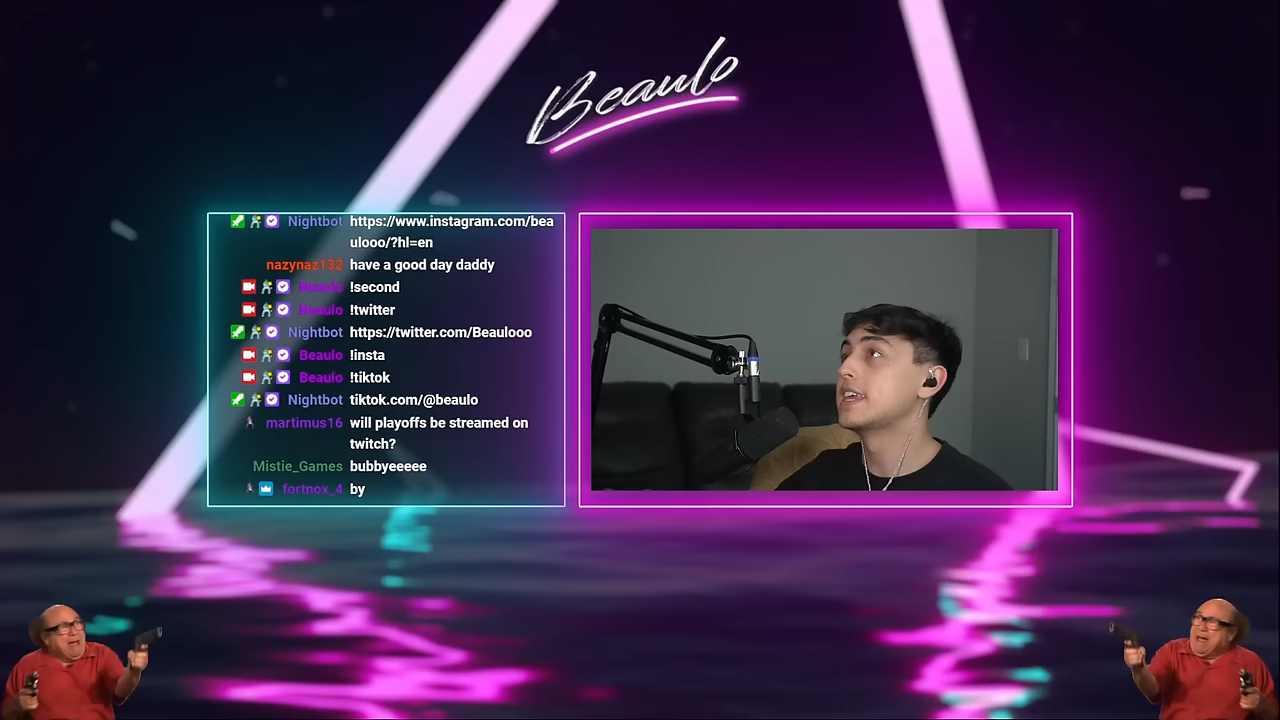 Beaulo
Nightbot https://www.instagram.com/bea
ulooo/?hl=en
nazynaz132 have a good day daddy
Beaulo !second
Beaulo !twitter
Nightbot https://twitter.com/Beaulooo
Beaulo !insta
Beaulo !tiktok
Nightbot tiktok.com/@beaulo
martimus16 will playoffs be streamed on
twitch?
Mistie_Games bubbyeeeee
fortnox_4 by